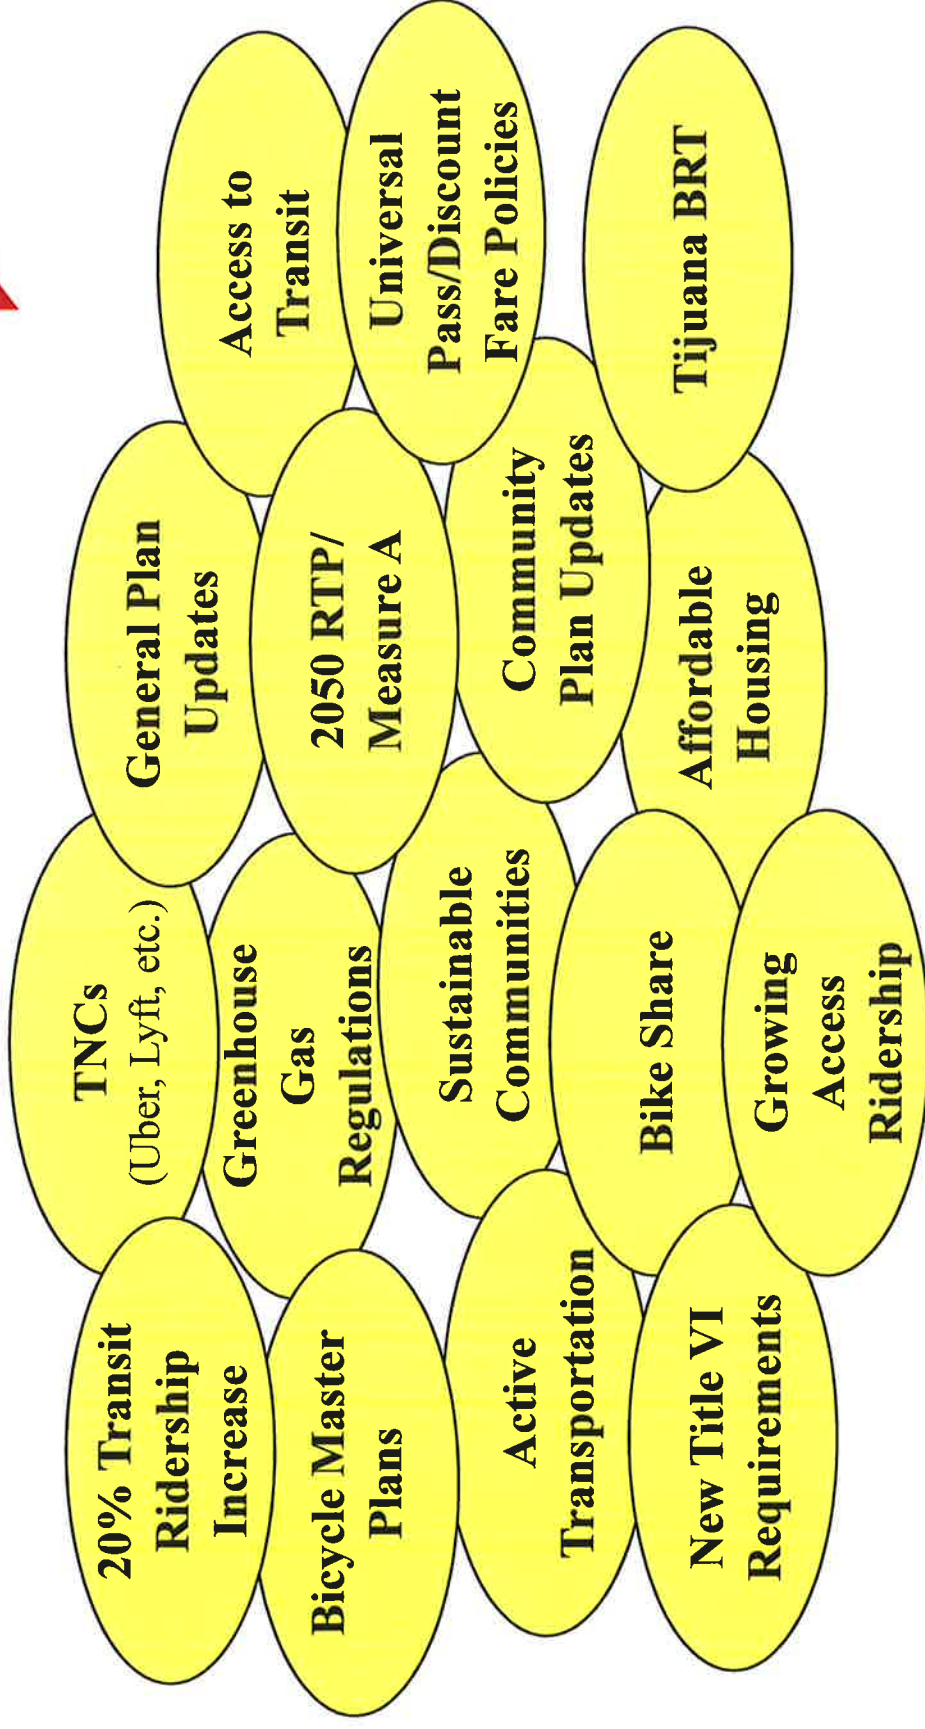 20% Transit
Ridership
Increase
TNCs
(Uber, Lyft, etc.)
General Plan
Updates
Access to
Transit
Bicycle Master
Plans
Greenhouse
Gas
Regulations
2050 RTP/
Measure A
Universal
Pass/Discount
Fare Policies
Active
Transportation
Sustainable
Communities
Community
Plan Updates
New Title VI
Requirements
Bike Share
Affordable
Housing
Tijuana BRT
Growing
Access
Ridership